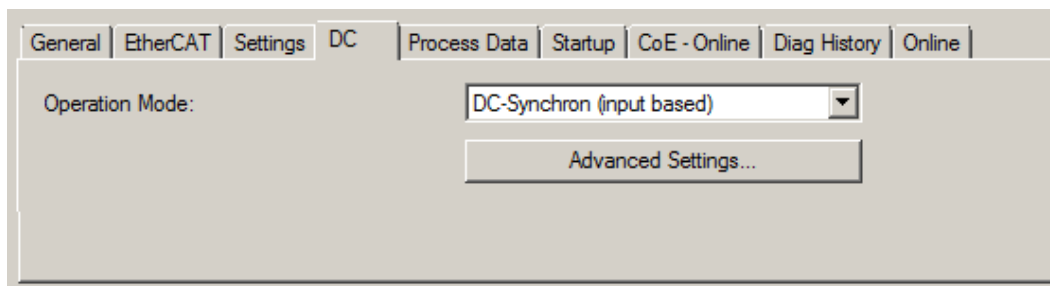 General EtherCAT Settings DC Process Data Startup CoE - Online Diag History Online
Operation Mode: DC-Synchron (input based)
Advanced Settings...